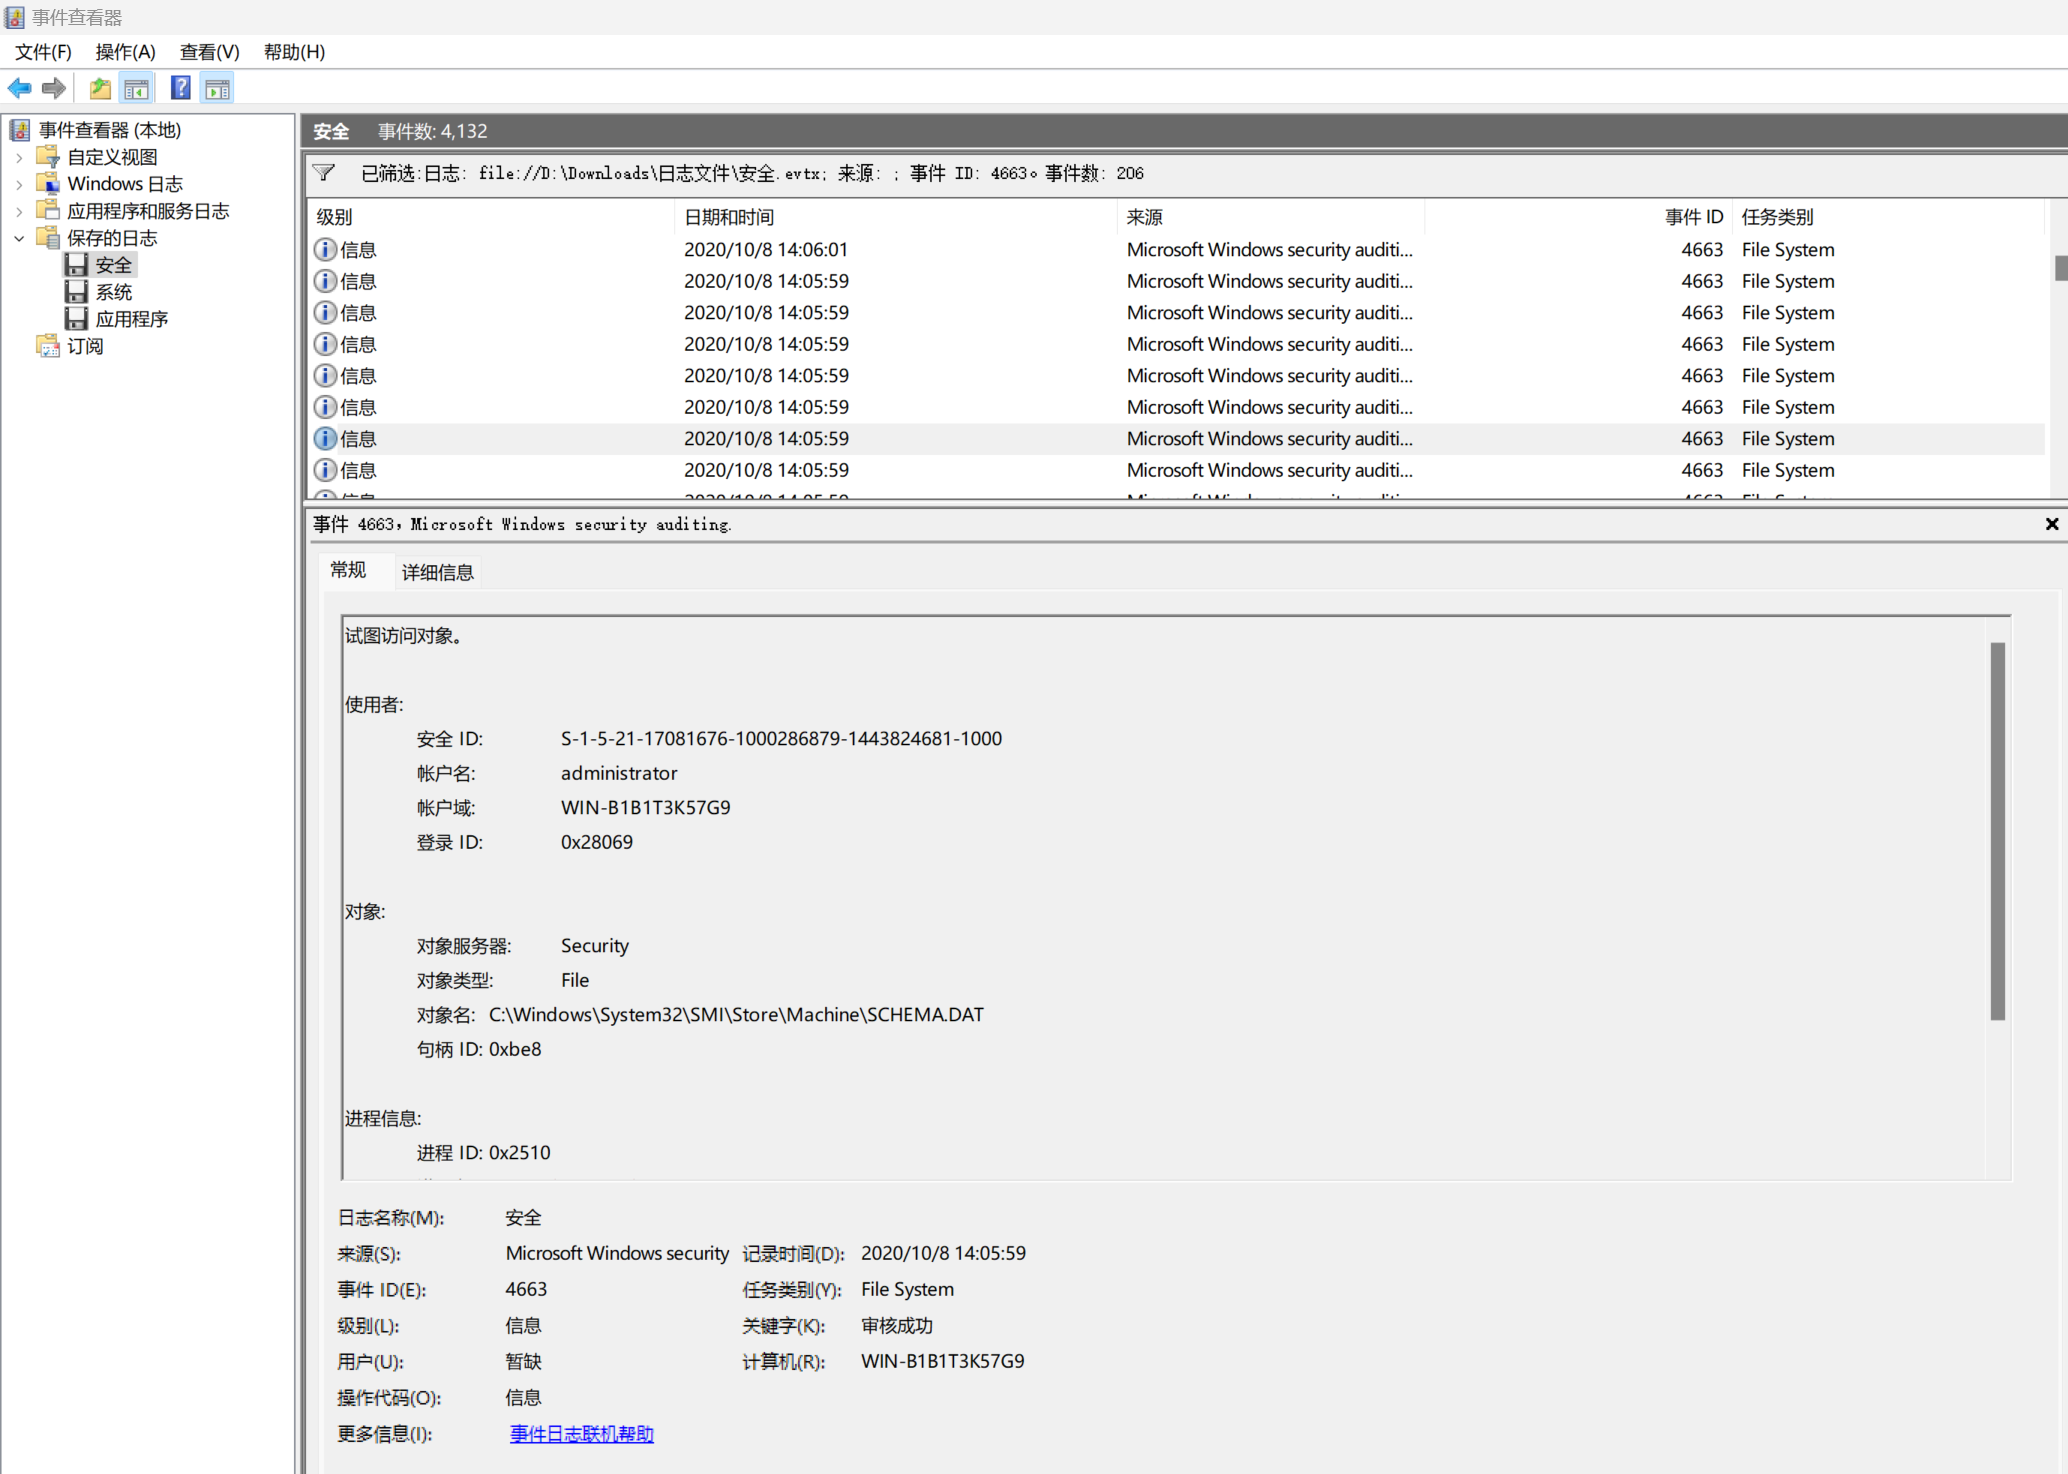 事件查看器
文件(F) 操作(A) 查看(V) 帮助(H)
事件查看器 (本地)
自定义视图
Windows 日志
应用程序和服务日志
保存的日志
安全
系统
应用程序
订阅
安全 事件数: 4,132
已筛选:日志: file://D:\Downloads\日志文件\安全.evtx; 来源: ; 事件 ID: 4663。事件数: 206
级别 日期和时间 来源 事件 ID 任务类别
信息 2020/10/8 14:06:01 Microsoft Windows security auditi... 4663 File System
信息 2020/10/8 14:05:59 Microsoft Windows security auditi... 4663 File System
信息 2020/10/8 14:05:59 Microsoft Windows security auditi... 4663 File System
信息 2020/10/8 14:05:59 Microsoft Windows security auditi... 4663 File System
信息 2020/10/8 14:05:59 Microsoft Windows security auditi... 4663 File System
信息 2020/10/8 14:05:59 Microsoft Windows security auditi... 4663 File System
信息 2020/10/8 14:05:59 Microsoft Windows security auditi... 4663 File System
信息 2020/10/8 14:05:59 Microsoft Windows security auditi... 4663 File System
事件 4663，Microsoft Windows security auditing.
常规 详细信息
试图访问对象。
使用者:
安全 ID: S-1-5-21-17081676-1000286879-1443824681-1000
帐户名: administrator
帐户域: WIN-B1B1T3K57G9
登录 ID: 0x28069
对象:
对象服务器: Security
对象类型: File
对象名: C:\Windows\System32\SMI\Store\Machine\SCHEMA.DAT
句柄 ID: 0xbe8
进程信息:
进程 ID: 0x2510
日志名称(M): 安全
来源(S): Microsoft Windows security 记录时间(D): 2020/10/8 14:05:59
事件 ID(E): 4663 任务类别(Y): File System
级别(L): 信息 关键字(K): 审核成功
用户(U): 暂缺 计算机(R): WIN-B1B1T3K57G9
操作代码(O): 信息
更多信息(I): 事件日志联机帮助